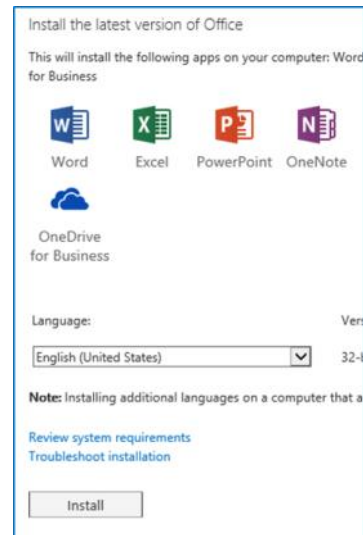 Install the latest version of Office
This will install the following apps on your computer: Word
for Business
Word Excel PowerPoint OneNote
OneDrive
for Business
Language: Vers
English (United States) 32-b
Note: Installing additional languages on a computer that a
Review system requirements
Troubleshoot installation
Install